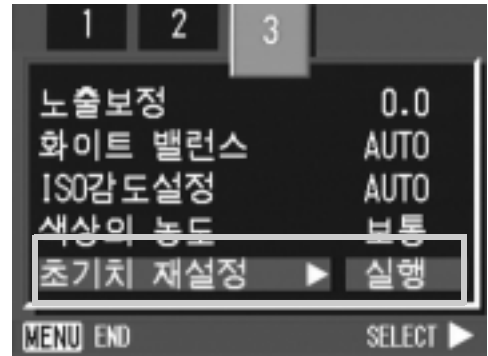 1 2 3
노출보정 0.0
화이트 밸런스 AUTO
ISO감도설정 AUTO
색상의 농도 보통
초기치 재설정 ▶ 실행
MENU END SELECT ▶